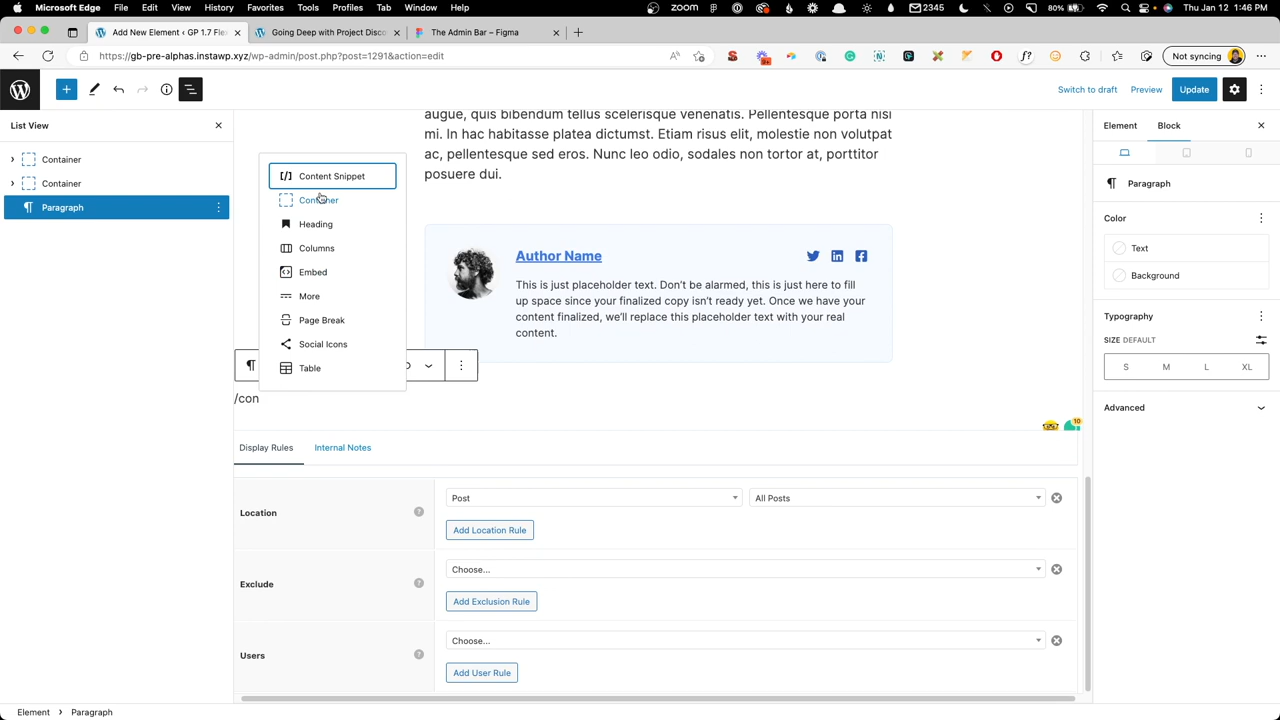 Microsoft Edge File Edit View History Favorites Tools Profiles Tab Window Help zoom 2345 80% Thu Jan 12 1:46 PM
Add New Element ‹ GP 1.7 Flex
Going Deep with Project Disco
The Admin Bar – Figma
https://gb-pre-alphas.instawp.xyz/wp-admin/post.php?post=1291&action=edit
Not syncing
Switch to draft
Preview
Update
List View
Container
Container
Paragraph
augue, quis bibendum tellus scelerisque venenatis. Pellentesque porta nisl
mi. In hac habitasse platea dictumst. Etiam risus elit, molestie non volutpat
ac, pellentesque sed eros. Nunc leo odio, sodales non tortor at, porttitor
posuere dui.
Content Snippet
Container
Heading
Columns
Embed
More
Page Break
Social Icons
Table
Author Name
This is just placeholder text. Don’t be alarmed, this is just here to fill
up space since your finalized copy isn’t ready yet. Once we have your
content finalized, we’ll replace this placeholder text with your real
content.
/con
10
Display Rules
Internal Notes
Location
Post
All Posts
Add Location Rule
Exclude
Choose...
Add Exclusion Rule
Users
Choose...
Add User Rule
Element
Block
Paragraph
Color
Text
Background
Typography
SIZE DEFAULT
S M L XL
Advanced
Element › Paragraph